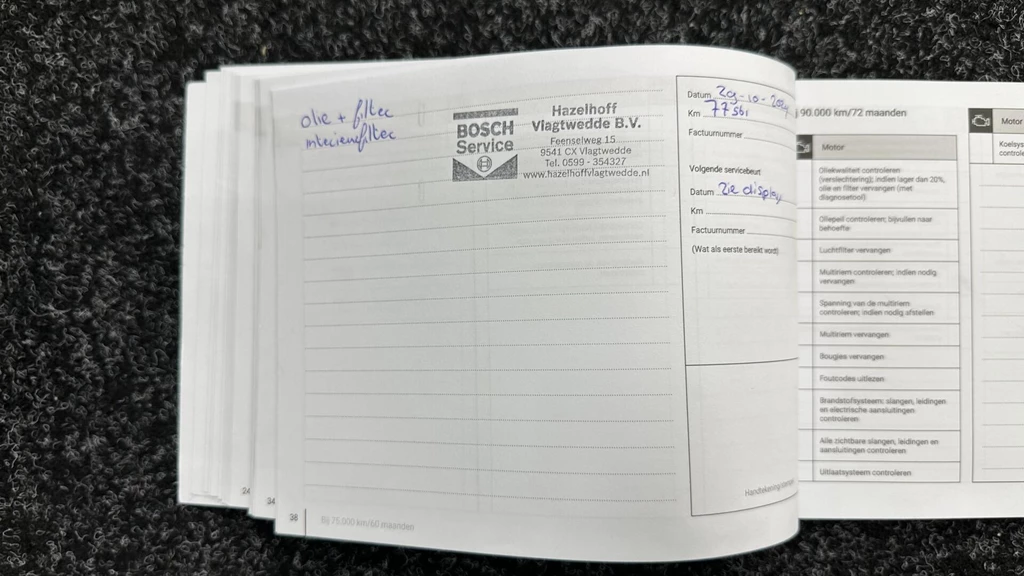 olie + filter
interieurfilter
BOSCH
Service
Hazelhoff
Vlagtwedde B.V.
Feenselweg 15
9541 CX Vlagtwedde
Tel. 0599 - 354327
www.hazelhoffvlagtwedde.nl
Datum 29-10-
Km 77561
Factuurnummer
Volgende servicebeurt
Datum zie display
Km
Factuurnummer
(Wat als eerste bereikt word)
Handtekening/
24
34
38
Bij 75.000 km/60 maanden
90.000 km/72 maanden
Motor
Oliekwaliteit controleren
(verslechtering); indien lager dan 20%,
olie en filter vervangen (met
diagnosetool)
Oliepeil controleren; bijvullen naar
behoefte
Luchtfilter vervangen
Multiriem controleren; indien nodig
vervangen
Spanning van de multiriem
controleren; indien nodig afstellen
Multiriem vervangen
Bougies vervangen
Foutcodes uitlezen
Brandstofsysteem: slangen, leidingen
en electrische aansluitingen
controleren
Alle zichtbare slangen, leidingen en
aansluitingen controleren
Uitlaatsysteem controleren
Motor
Koelsys
controle